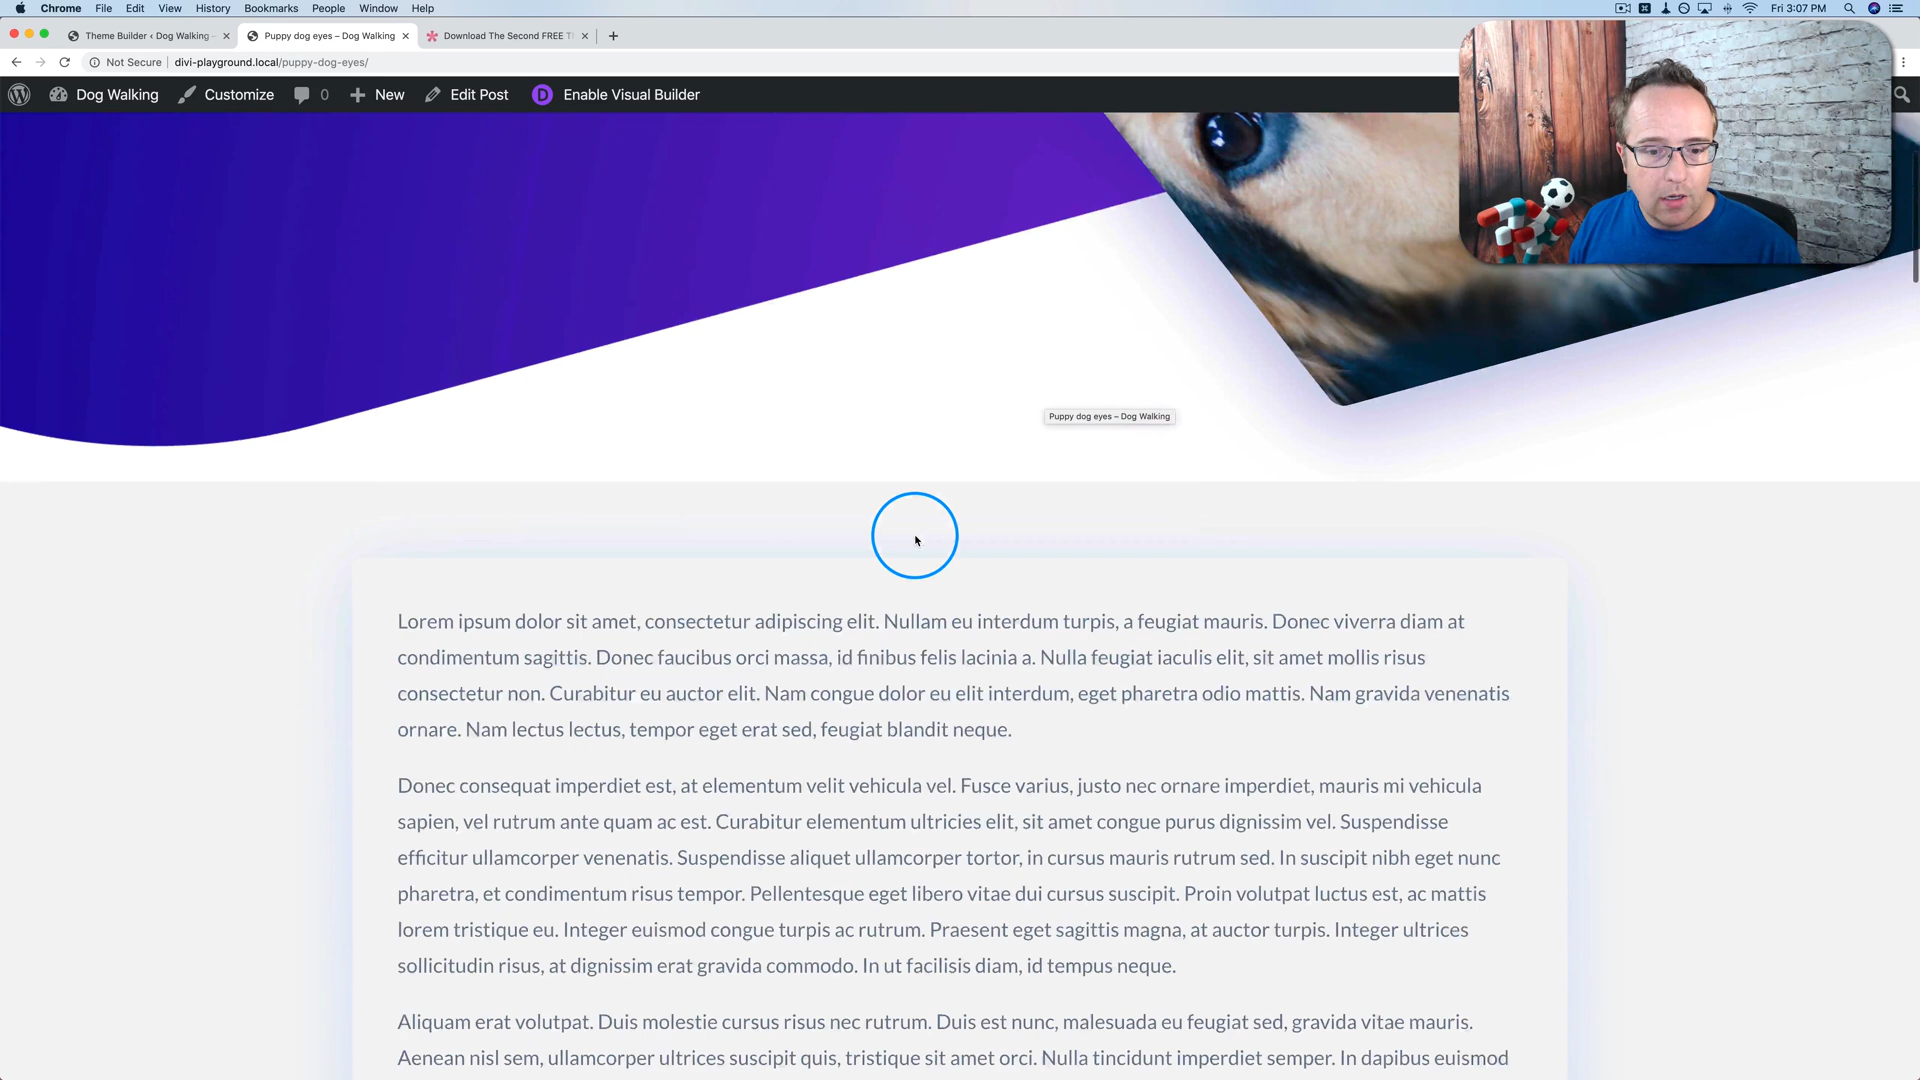 Chrome File Edit View History Bookmarks People Window Help Fri 3:07 PM
Theme Builder ‹ Dog Walking – Puppy dog eyes – Dog Walking Download The Second FREE T
Not Secure divi-playground.local/puppy-dog-eyes/
Dog Walking Customize 0 New Edit Post D Enable Visual Builder
Puppy dog eyes – Dog Walking
Lorem ipsum dolor sit amet, consectetur adipiscing elit. Nullam eu interdum turpis, a feugiat mauris. Donec viverra diam at
condimentum sagittis. Donec faucibus orci massa, id finibus felis lacinia a. Nulla feugiat iaculis elit, sit amet mollis risus
consectetur non. Curabitur eu auctor elit. Nam congue dolor eu elit interdum, eget pharetra odio mattis. Nam gravida venenatis
ornare. Nam lectus lectus, tempor eget erat sed, feugiat blandit neque.
Donec consequat imperdiet est, at elementum velit vehicula vel. Fusce varius, justo nec ornare imperdiet, mauris mi vehicula
sapien, vel rutrum ante quam ac est. Curabitur elementum ultricies elit, sit amet congue purus dignissim vel. Suspendisse
efficitur ullamcorper venenatis. Suspendisse aliquet ullamcorper tortor, in cursus mauris rutrum sed. In suscipit nibh eget nunc
pharetra, et condimentum risus tempor. Pellentesque eget libero vitae dui cursus suscipit. Proin volutpat luctus est, ac mattis
lorem tristique eu. Integer euismod congue turpis ac rutrum. Praesent eget sagittis magna, at auctor turpis. Integer ultrices
sollicitudin risus, at dignissim erat gravida commodo. In ut facilisis diam, id tempus neque.
Aliquam erat volutpat. Duis molestie cursus risus nec rutrum. Duis est nunc, malesuada eu feugiat sed, gravida vitae mauris.
Aenean nisl sem, ullamcorper ultrices suscipit quis, tristique sit amet orci. Nulla tincidunt imperdiet semper. In dapibus euismod